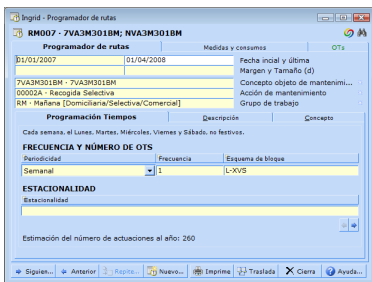 Ingrid - Programador de rutas
RM007 · 7VA3M301BM; NVA3M301BM
Programador de rutas Medidas y consumos OTs
01/01/2007 01/04/2008 Fecha inicial y última
Margen y Tamaño (d)
7VA3M301BM · 7VA3M301BM Concepto objeto de mantenimi...
00002A · Recogida Selectiva Acción de mantenimiento
RM · Mañana [Domiciliaria/Selectiva/Comercial] Grupo de trabajo
Programación Tiempos Descripción Concepto
Cada semana, el Lunes, Martes, Miércoles, Viernes y Sábado, no festivos.
FRECUENCIA Y NÚMERO DE OTS
Periodicidad Frecuencia Esquema de bloque
Semanal 1 L-XVS
ESTACIONALIDAD
Estacionalidad
Estimación del número de actuaciones al año: 260
Siguien... Anterior Repite... Nuevo... Imprime Traslada Cierra Ayuda...